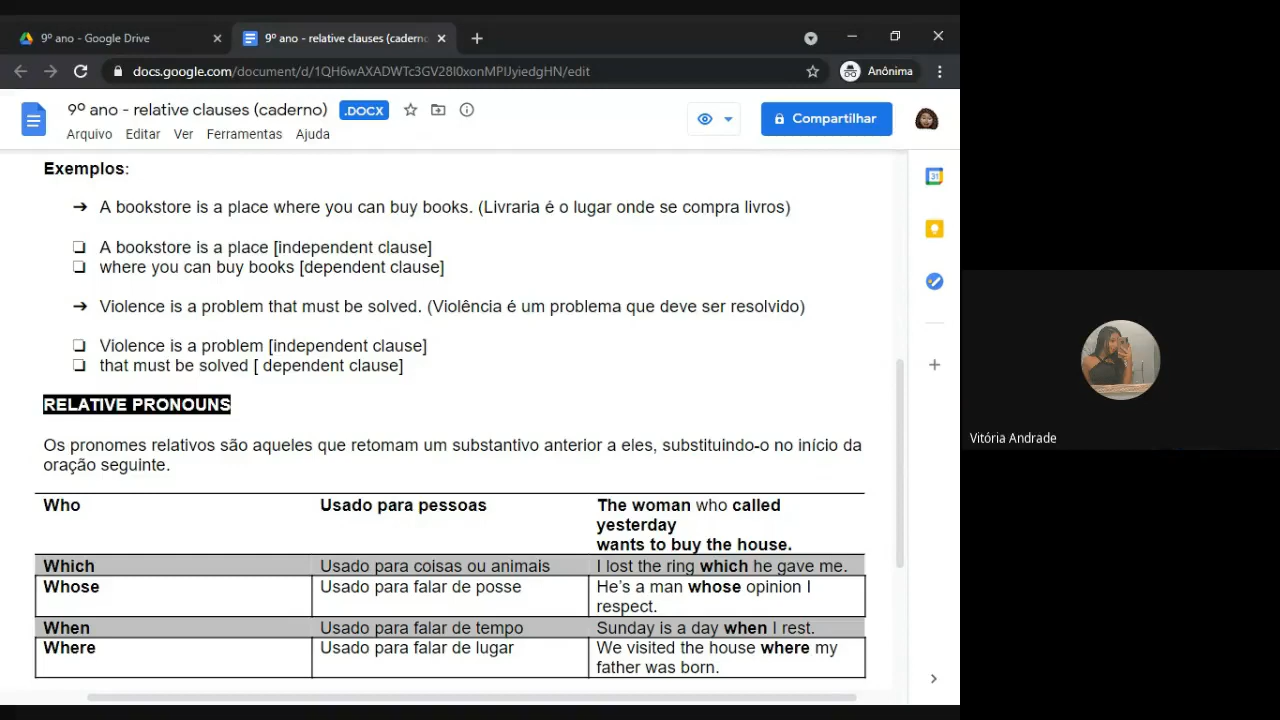 9º ano - Google Drive
9º ano - relative clauses (caderno
docs.google.com/document/d/1QH6wAXADWTc3GV28I0xonMPIJyiedgHN/edit
Anônima
9º ano - relative clauses (caderno) .DOCX
Compartilhar
Arquivo Editar Ver Ferramentas Ajuda
31
Exemplos:
➔ A bookstore is a place where you can buy books. (Livraria é o lugar onde se compra livros)
❏ A bookstore is a place [independent clause]
❏ where you can buy books [dependent clause]
➔ Violence is a problem that must be solved. (Violência é um problema que deve ser resolvido)
❏ Violence is a problem [independent clause]
❏ that must be solved [ dependent clause]
RELATIVE PRONOUNS
Os pronomes relativos são aqueles que retomam um substantivo anterior a eles, substituindo-o no início da
oração seguinte.
Who Usado para pessoas The woman who called
yesterday
wants to buy the house.
Which Usado para coisas ou animais I lost the ring which he gave me.
Whose Usado para falar de posse He's a man whose opinion I
respect.
When Usado para falar de tempo Sunday is a day when I rest.
Where Usado para falar de lugar We visited the house where my
father was born.
Vitória Andrade